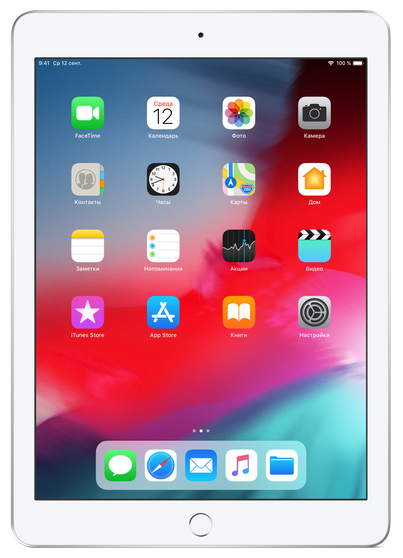 9:41 Ср 12 сент. 100 %
Среда
12
FaceTime Календарь Фото Камера
280
Контакты Часы Карты Дом
Заметки Напоминания Акции Видео
iTunes Store App Store Книги Настройки